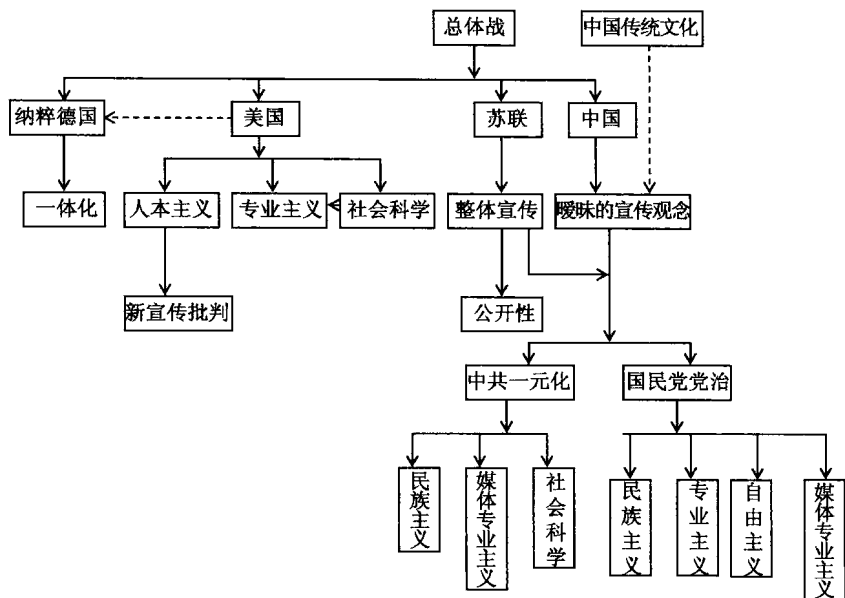 总体战
中国传统文化
纳粹德国
美国
苏联
中国
一体化
人本主义
专业主义
社会科学
整体宣传
暧昧的宣传观念
新宣传批判
公开性
中共一元化
国民党党治
民族主义
媒体专业主义
社会科学
民族主义
专业主义
自由主义
媒体专业主义